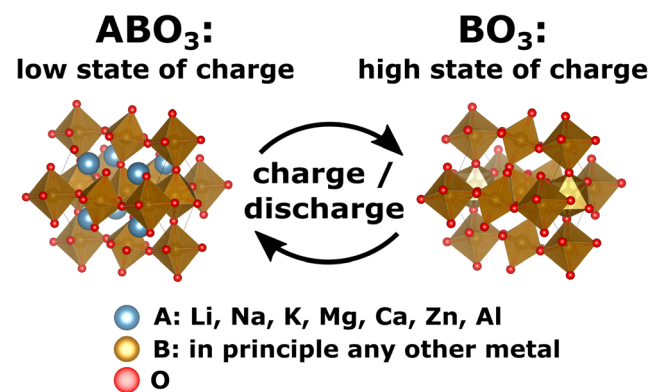 ABO₃:
low state of charge
BO₃:
high state of charge
charge /
discharge
A: Li, Na, K, Mg, Ca, Zn, Al
B: in principle any other metal
O